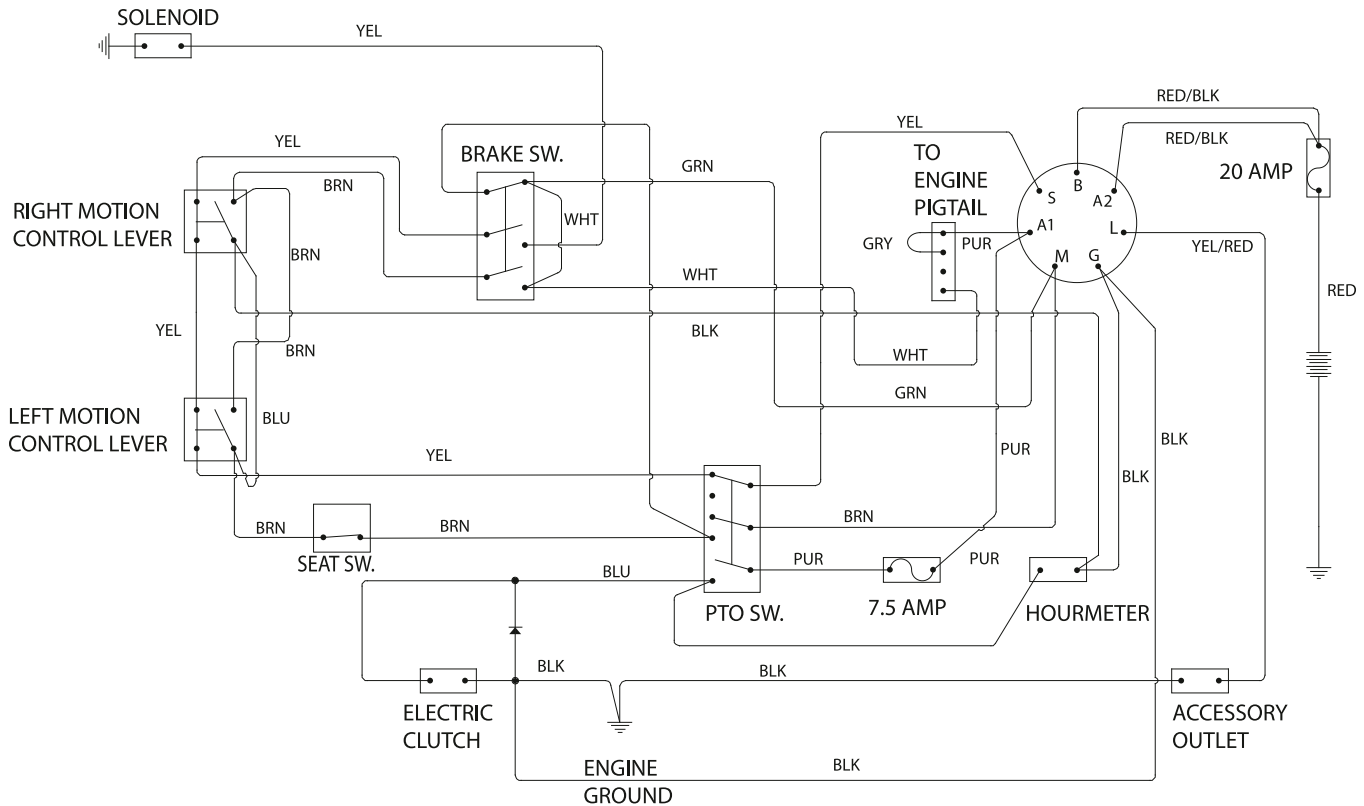 SOLENOID
YEL
RED/BLK
YEL
RED/BLK
YEL
BRAKE SW.
GRN
TO
ENGINE
PIGTAIL
20 AMP
BRN
S
B
A2
RIGHT MOTION
CONTROL LEVER
WHT
A1
L
GRY
PUR
YEL/RED
BRN
M
G
WHT
RED
YEL
BRN
BLK
WHT
GRN
LEFT MOTION
CONTROL LEVER
BLU
BLK
YEL
PUR
BLK
BRN
BRN
BRN
SEAT SW.
BLU
PUR
PUR
PTO SW.
7.5 AMP
HOURMETER
BLK
BLK
ELECTRIC
CLUTCH
ACCESSORY
OUTLET
ENGINE
GROUND
BLK